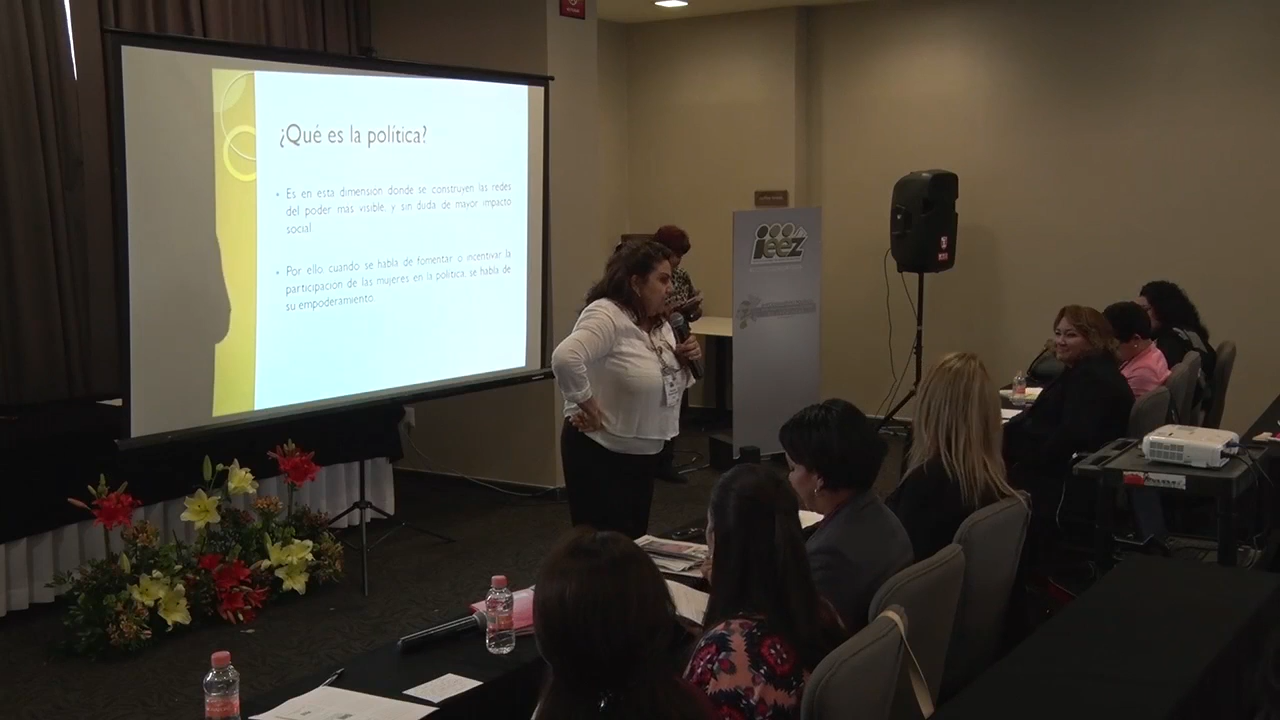 ¿Qué es la política?
• Es en esta dimensión donde se construyen las redes
del poder más visible, y sin duda de mayor impacto
social.
• Por ello cuando se habla de fomentar o incentivar la
participación de las mujeres en la política, se habla de
su empoderamiento.
ieez